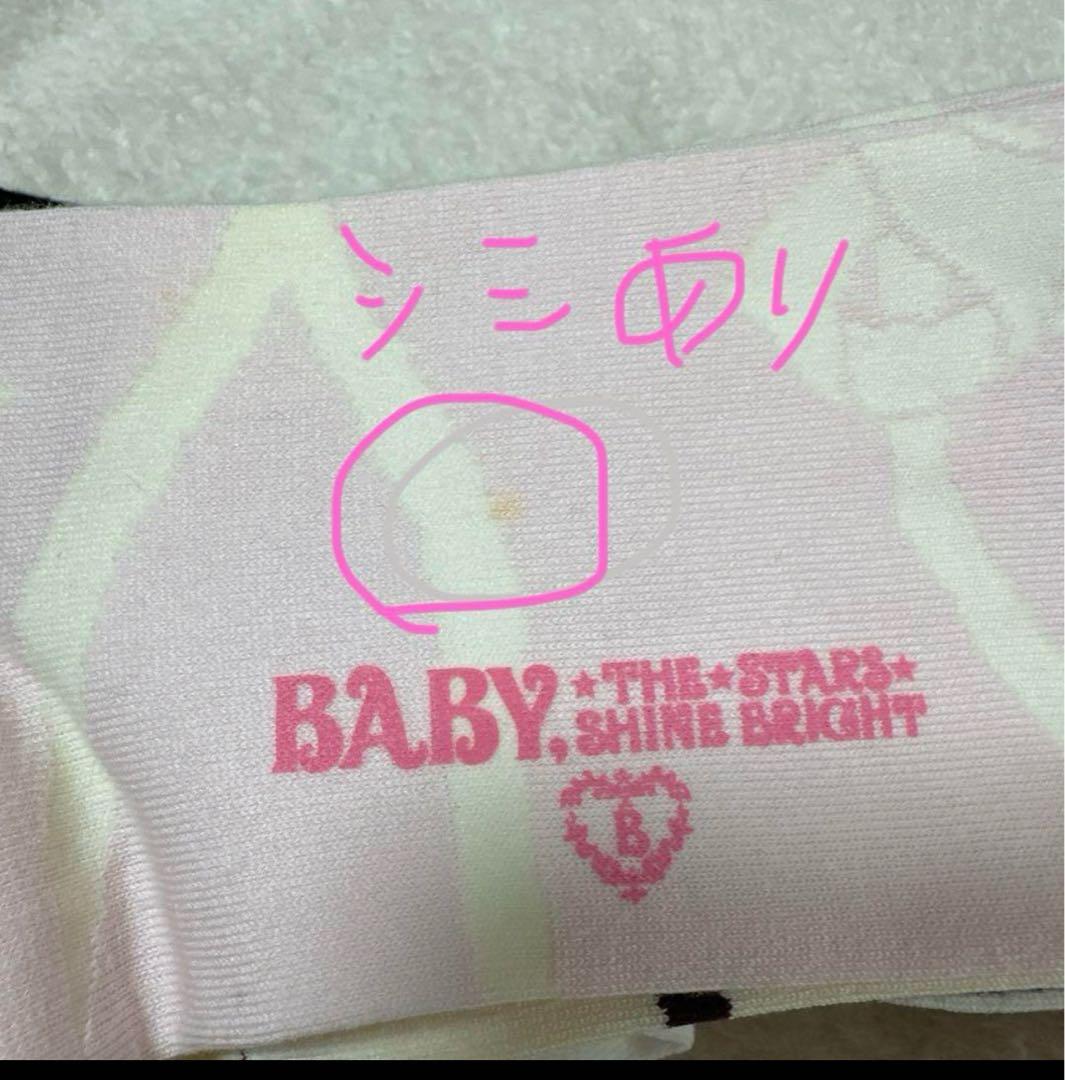 シミあり
BABY, ★THE★STARS★
SHINE BRIGHT
B